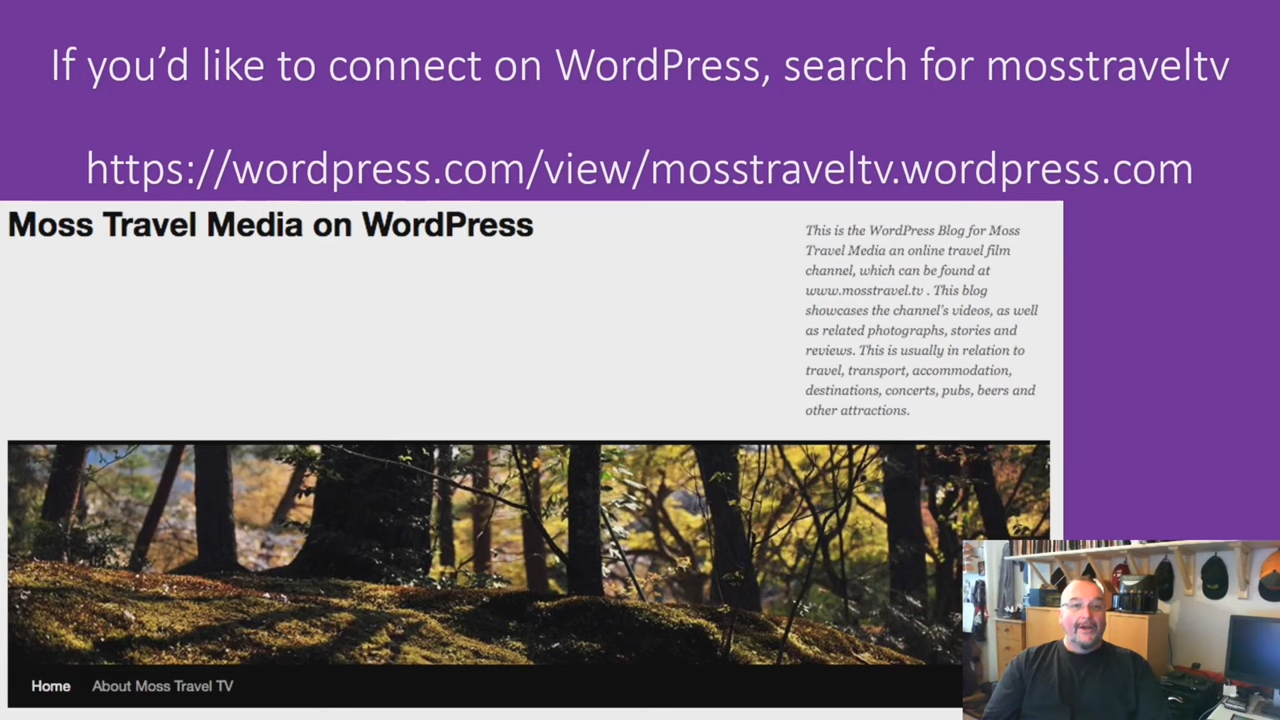 If you’d like to connect on WordPress, search for mosstraveltv
https://wordpress.com/view/mosstraveltv.wordpress.com
Moss Travel Media on WordPress
This is the WordPress Blog for Moss
Travel Media an online travel film
channel, which can be found at
www.mosstravel.tv . This blog
showcases the channel's videos, as well
as related photographs, stories and
reviews. This is usually in relation to
travel, transport, accommodation,
destinations, concerts, pubs, beers and
other attractions.
Home About Moss Travel TV